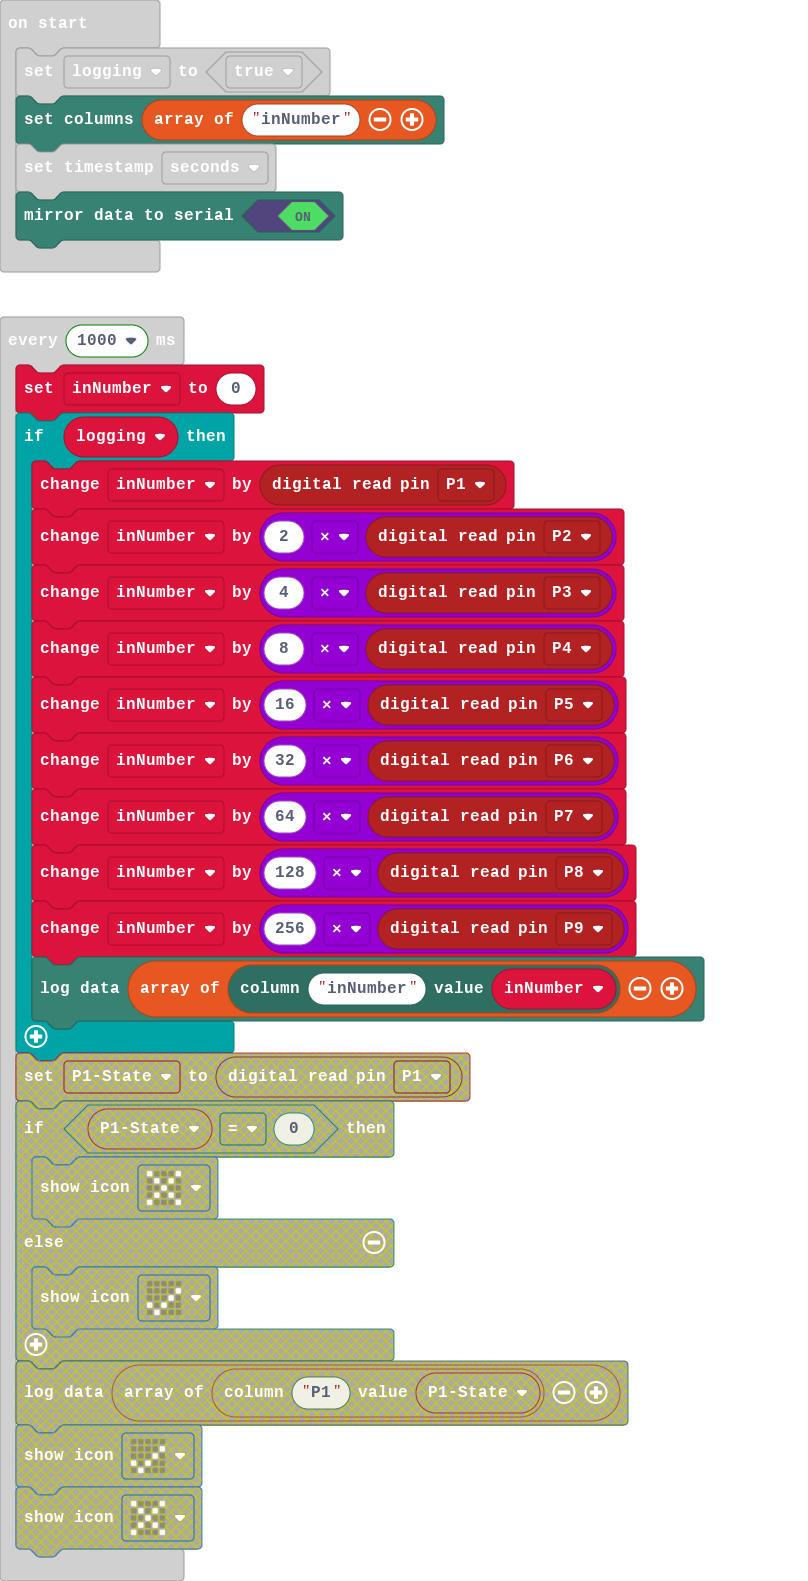 on start
set logging to true
set columns array of "inNumber"
set timestamp seconds
mirror data to serial ON
every 1000 ms
set inNumber to 0
if logging then
change inNumber by digital read pin P1
change inNumber by 2 × digital read pin P2
change inNumber by 4 × digital read pin P3
change inNumber by 8 × digital read pin P4
change inNumber by 16 × digital read pin P5
change inNumber by 32 × digital read pin P6
change inNumber by 64 × digital read pin P7
change inNumber by 128 × digital read pin P8
change inNumber by 256 × digital read pin P9
log data array of column "inNumber" value inNumber
set P1-State to digital read pin P1
if P1-State = 0 then
show icon
else
show icon
log data array of column "P1" value P1-State
show icon
show icon